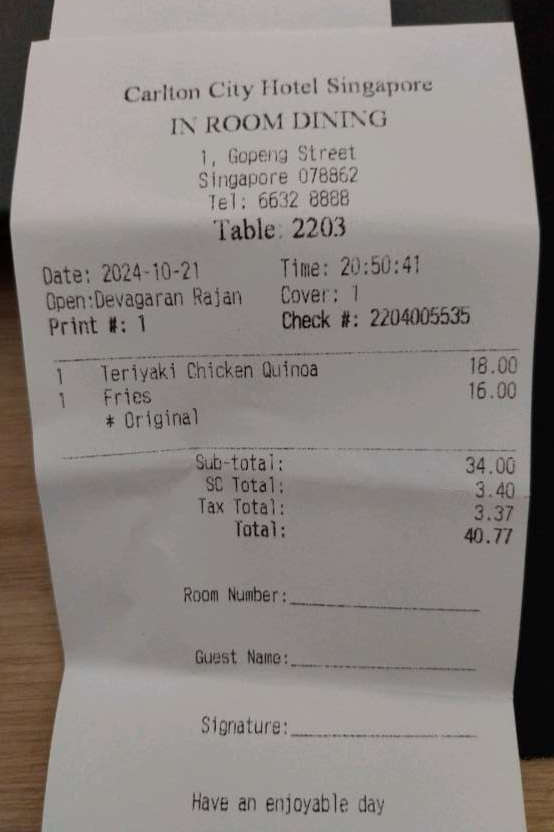 Carlton City Hotel Singapore
IN ROOM DINING
1, Gopeng Street
Singapore 078862
Tel: 6632 8888
Table: 2203
Date: 2024-10-21 Time: 20:50:41
Open:Devagaran Rajan Cover: 1
Print #: 1 Check #: 2204005535
1 Teriyaki Chicken Quinoa 18.00
1 Fries 16.00
* Original
Sub-total: 34.00
SC Total: 3.40
Tax Total: 3.37
Total: 40.77
Room Number:
Guest Name:
Signature:
Have an enjoyable day